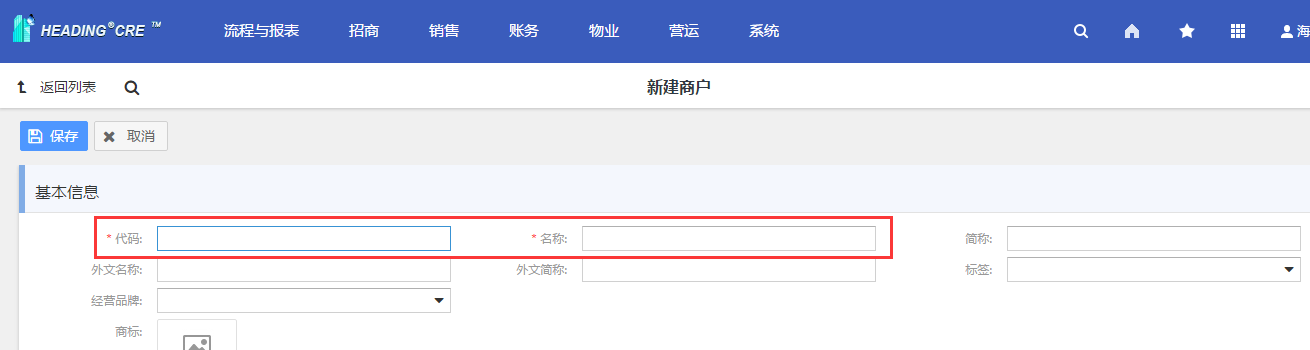 HEADING®CRE ™ 流程与报表 招商 销售 账务 物业 营运 系统 海
返回列表 新建商户
保存 取消
基本信息
* 代码: * 名称: 简称:
外文名称: 外文简称: 标签:
经营品牌:
商标: